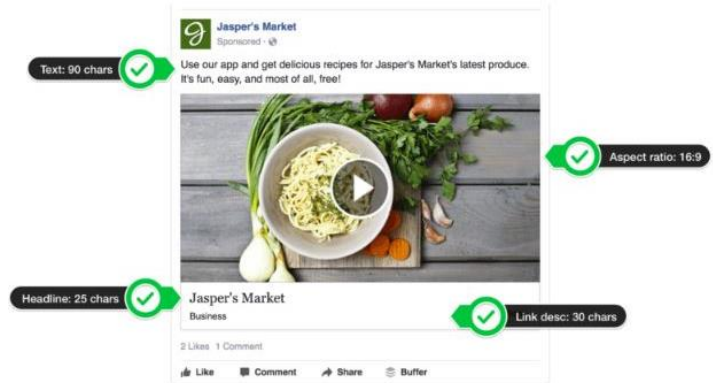 Jasper's Market
Sponsored ·
Text: 90 chars
Use our app and get delicious recipes for Jasper's Market's latest produce.
It's fun, easy, and most of all, free!
Aspect ratio: 16:9
Headline: 25 chars
Jasper's Market
Business
Link desc: 30 chars
2 Likes 1 Comment
Like Comment Share Buffer